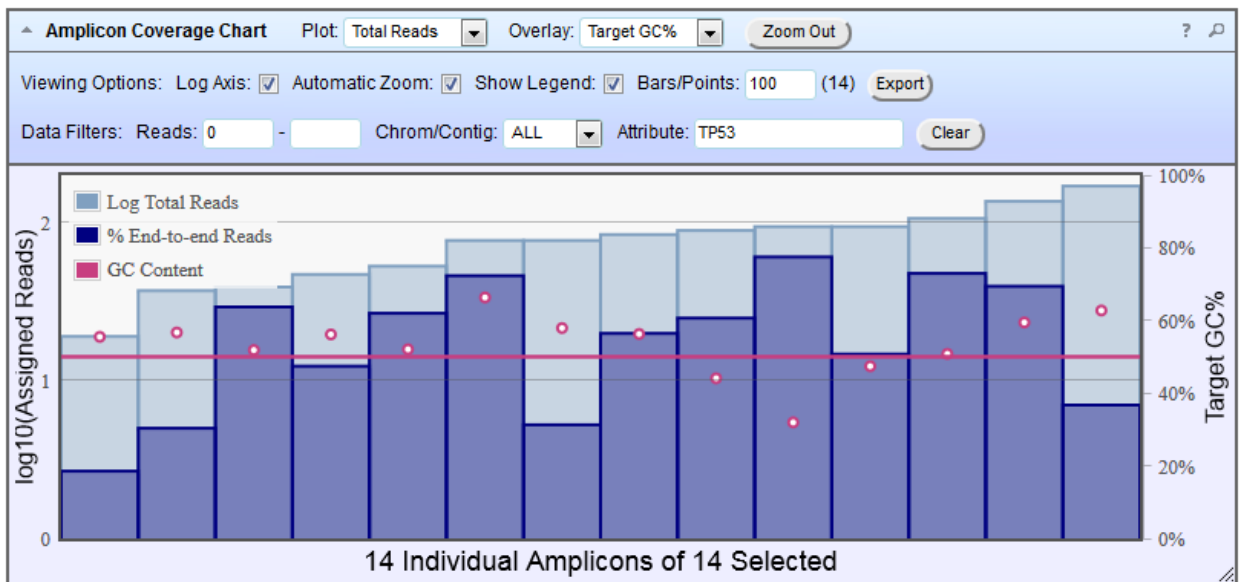 Amplicon Coverage Chart Plot: Total Reads Overlay: Target GC% Zoom Out ?
Viewing Options: Log Axis: Automatic Zoom: Show Legend: Bars/Points: 100 (14) Export
Data Filters: Reads: 0 - Chrom/Contig: ALL Attribute: TP53 Clear
Log Total Reads
% End-to-end Reads
GC Content
log10(Assigned Reads)
2
1
0
100%
80%
60%
40%
20%
0%
Target GC%
14 Individual Amplicons of 14 Selected